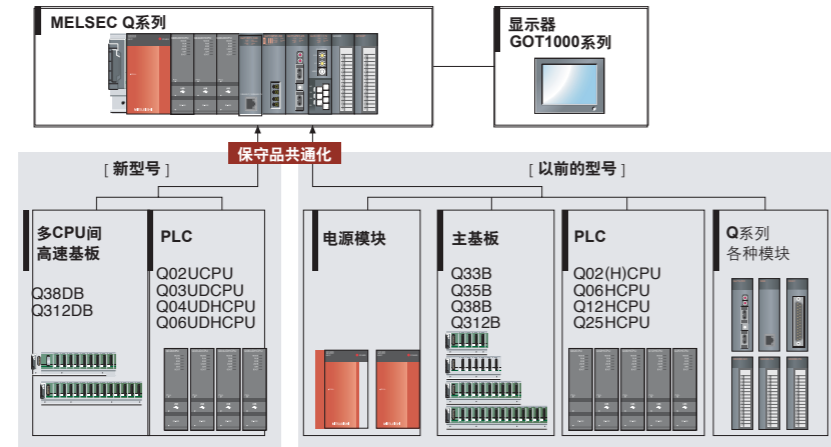 MELSEC Q系列
显示器
GOT1000系列
保守品共通化
[ 新型号 ]
[ 以前的型号 ]
多CPU间
高速基板
Q38DB
Q312DB
PLC
Q02UCPU
Q03UDCPU
Q04UDHCPU
Q06UDHCPU
电源模块
主基板
Q33B
Q35B
Q38B
Q312B
PLC
Q02(H)CPU
Q06HCPU
Q12HCPU
Q25HCPU
Q系列
各种模块